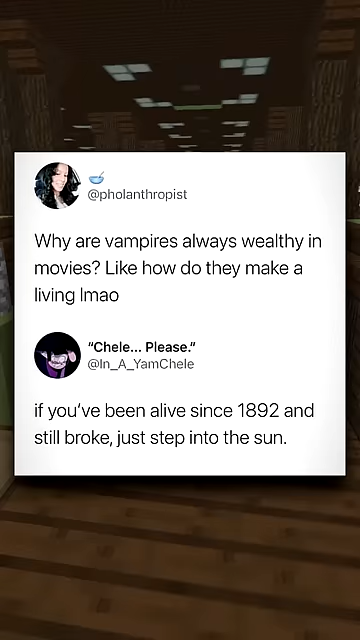 🥣
@pholanthropist
Why are vampires always wealthy in
movies? Like how do they make a
living lmao
“Chele... Please.”
@In_A_YamChele
if you’ve been alive since 1892 and
still broke, just step into the sun.